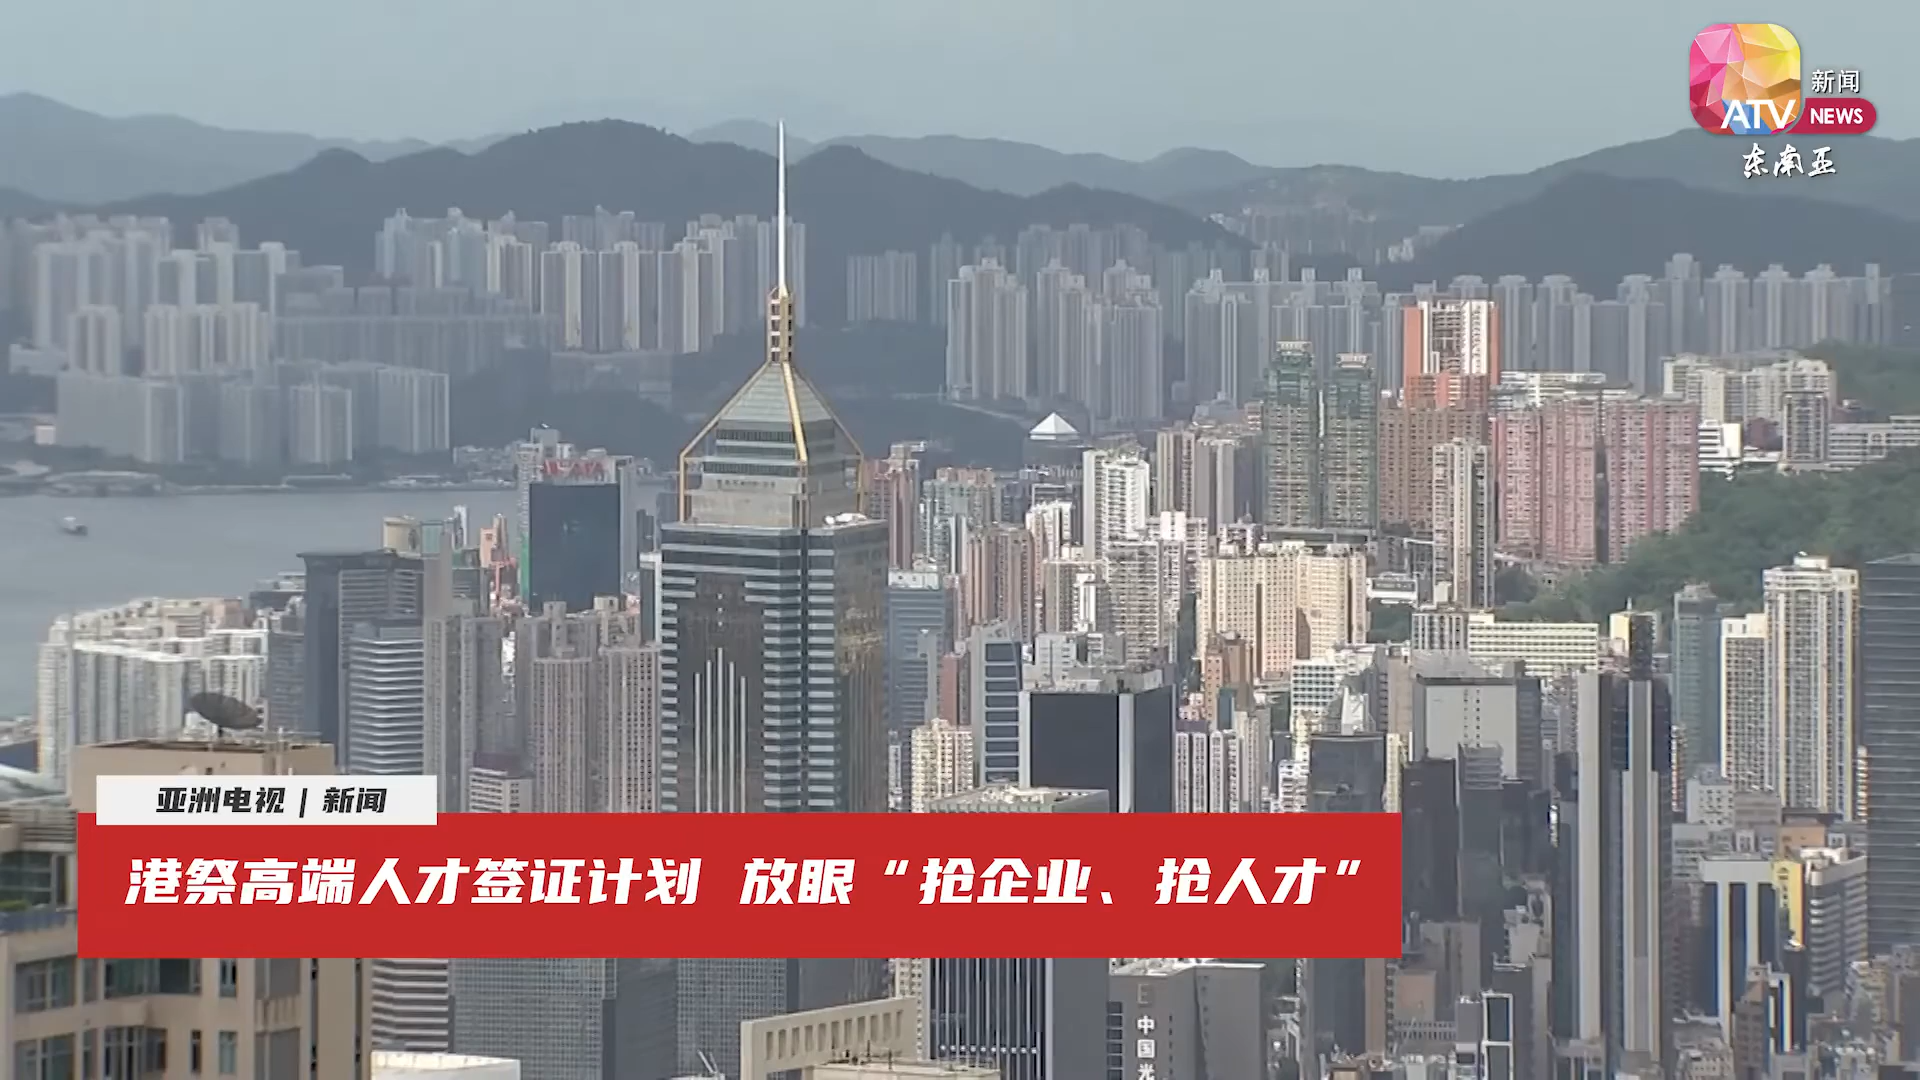 新闻
ATV NEWS
东南亚
亚洲电视 | 新闻
港祭高端人才签证计划 放眼“抢企业、抢人才”
中国光